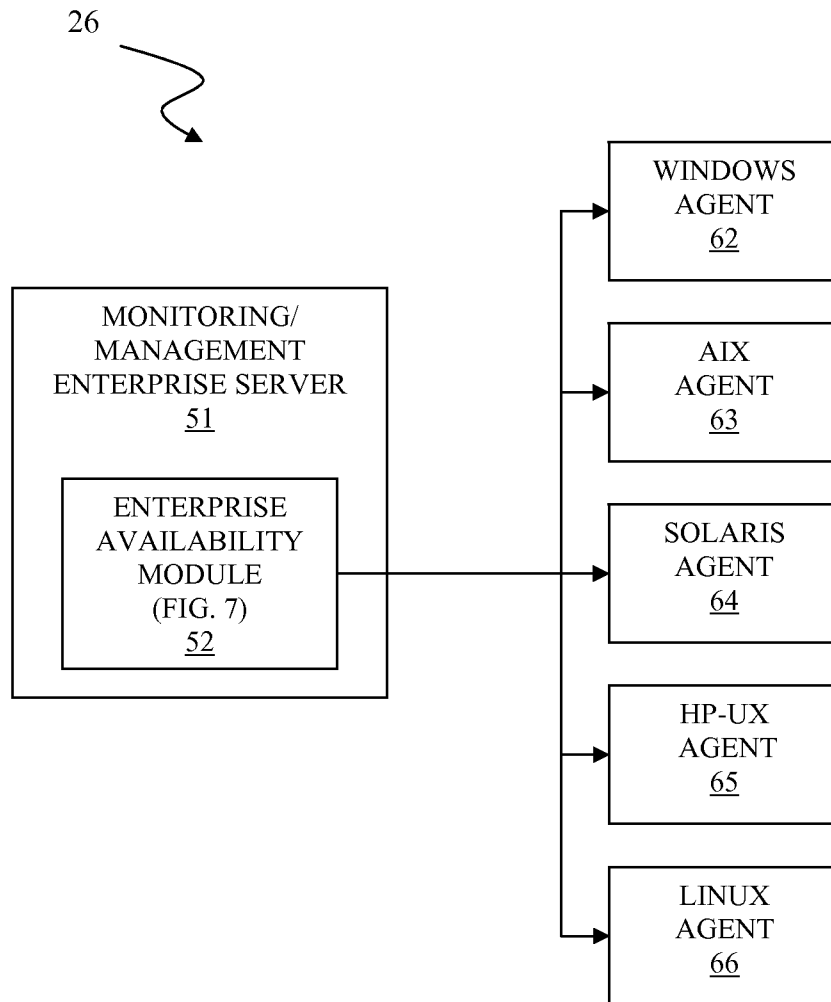 26
MONITORING/
MANAGEMENT
ENTERPRISE SERVER
51
ENTERPRISE
AVAILABILITY
MODULE
(FIG. 7)
52
WINDOWS
AGENT
62
AIX
AGENT
63
SOLARIS
AGENT
64
HP-UX
AGENT
65
LINUX
AGENT
66